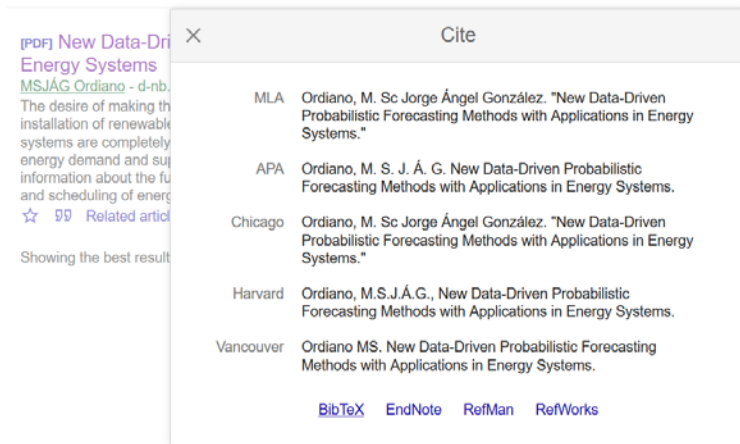 [PDF] New Data-Dri
Energy Systems
MSJÁG Ordiano - d-nb.
The desire of making th
installation of renewable
systems are completely
energy demand and sup
information about the fu
and scheduling of energ
Related articl
Showing the best result
Cite
MLA Ordiano, M. Sc Jorge Ángel González. "New Data-Driven
Probabilistic Forecasting Methods with Applications in Energy
Systems."
APA Ordiano, M. S. J. Á. G. New Data-Driven Probabilistic
Forecasting Methods with Applications in Energy Systems.
Chicago Ordiano, M. Sc Jorge Ángel González. "New Data-Driven
Probabilistic Forecasting Methods with Applications in Energy
Systems."
Harvard Ordiano, M.S.J.Á.G., New Data-Driven Probabilistic
Forecasting Methods with Applications in Energy Systems.
Vancouver Ordiano MS. New Data-Driven Probabilistic Forecasting
Methods with Applications in Energy Systems.
BibTeX EndNote RefMan RefWorks